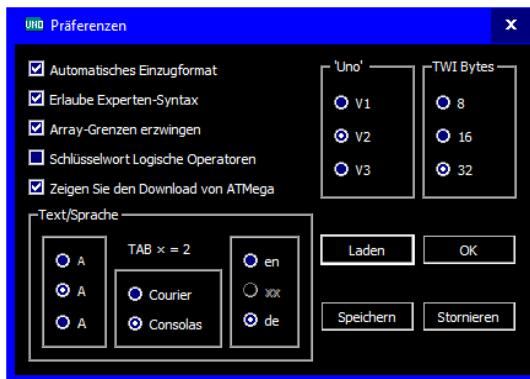 UNO Präferenzen x
Automatisches Einzugformat
Erlaube Experten-Syntax
Array-Grenzen erzwingen
Schlüsselwort Logische Operatoren
Zeigen Sie den Download von ATMega
'Uno'
V1
V2
V3
TWI Bytes
8
16
32
Text/Sprache
A
A
A
TAB × = 2
Courier
Consolas
en
xx
de
Laden
OK
Speichern
Stornieren